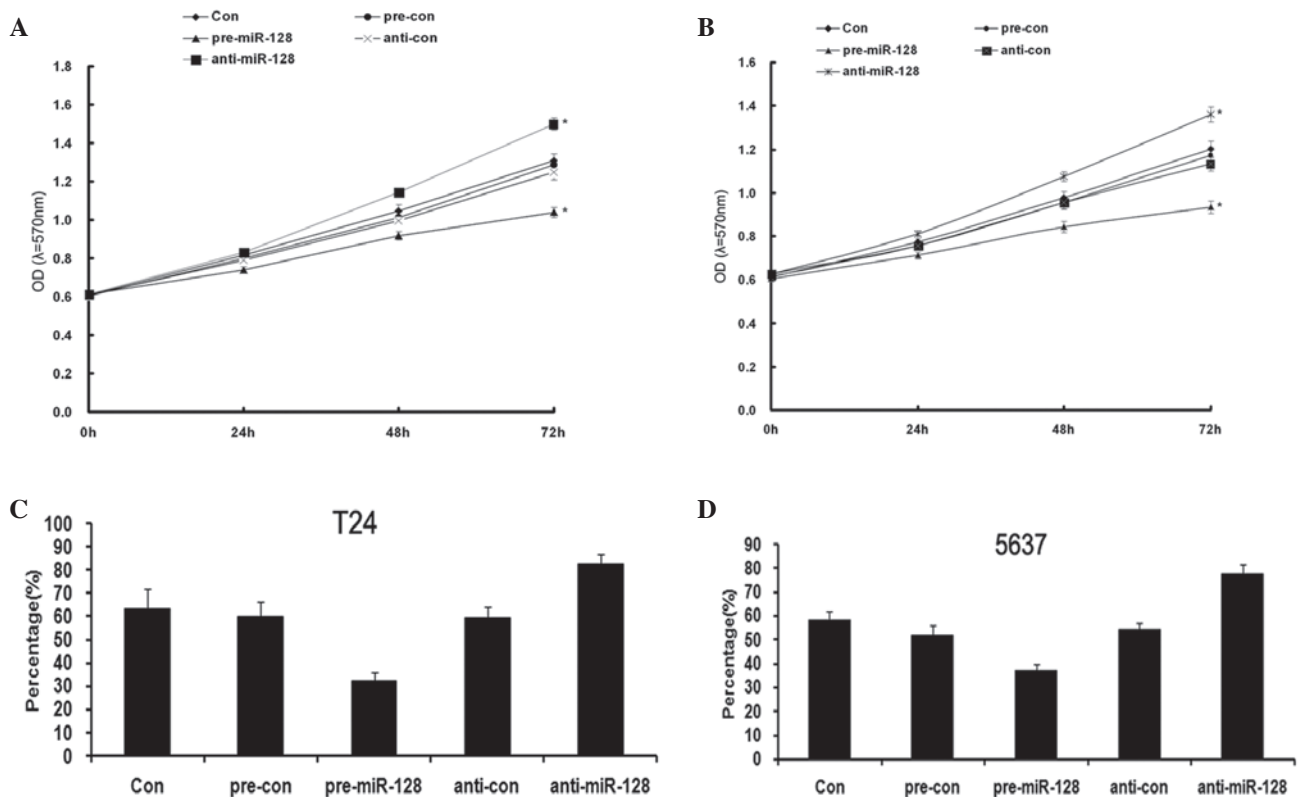 A
Con
pre-con
pre-miR-128
anti-con
anti-miR-128
1.8
1.6
1.4
1.2
1.0
0.8
0.6
0.4
0.2
0.0
OD (λ=570nm)
*
*
0h
24h
48h
72h
B
Con
pre-con
pre-miR-128
anti-con
anti-miR-128
1.6
1.4
1.2
1.0
0.8
0.6
0.4
0.2
0.0
OD (λ=570nm)
*
*
0h
24h
48h
72h
C
T24
100
90
80
70
60
50
40
30
20
10
0
Percentage(%)
Con
pre-con
pre-miR-128
anti-con
anti-miR-128
D
5637
90
80
70
60
50
40
30
20
10
0
Percentage(%)
Con
pre-con
pre-miR-128
anti-con
anti-miR-128